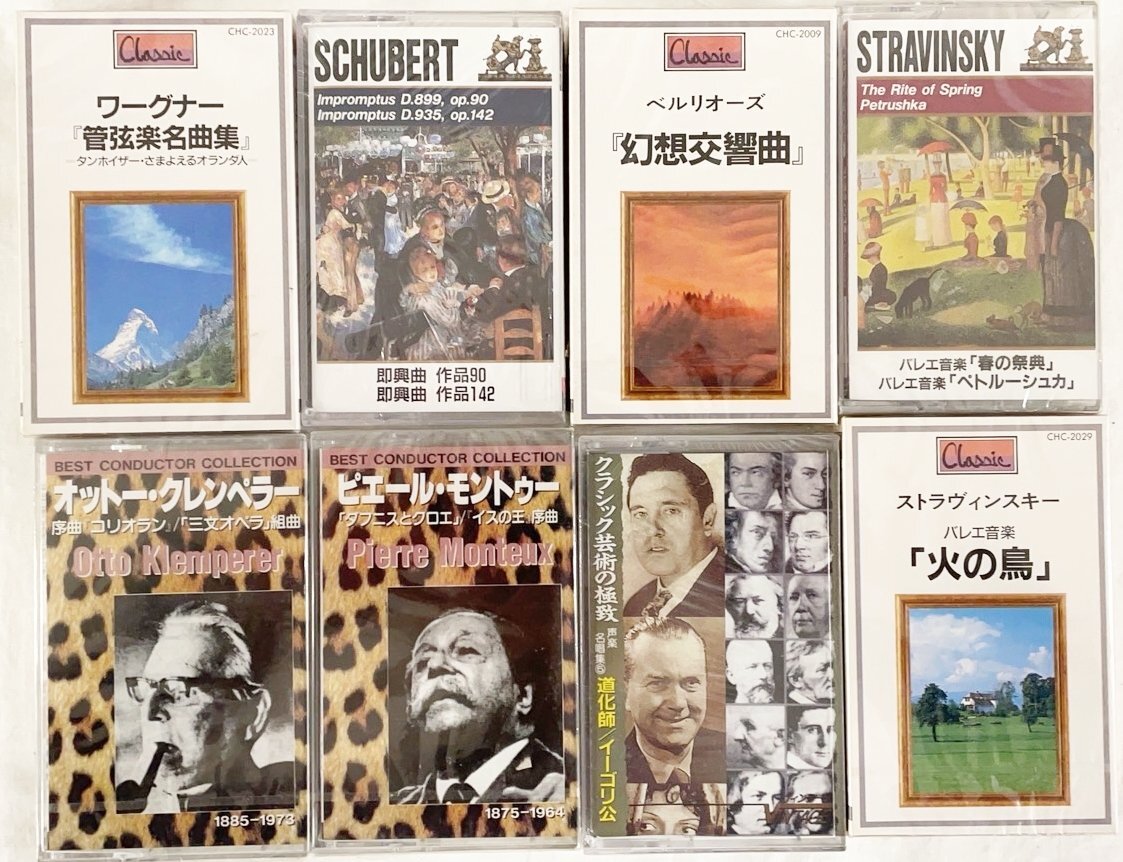 Classic
CHC-2023
ワーグナー
『管弦楽名曲集』
タンホイザー・さまよえるオランダ人
SCHUBERT
Impromptus D.899, op.90
Impromptus D.935, op.142
即興曲 作品90
即興曲 作品142
Classic
CHC-2009
ベルリオーズ
『幻想交響曲』
STRAVINSKY
The Rite of Spring
Petrushka
バレエ音楽「春の祭典」
バレエ音楽「ペトルーシュカ」
BEST CONDUCTOR COLLECTION
オットー・クレンペラー
序曲「コリオラン」/「三文オペラ」組曲
Otto Klemperer
1885–1973
BEST CONDUCTOR COLLECTION
ピエール・モントゥー
「ダフニスとクロエ」/「イスの王」序曲
Pierre Monteux
1875–1964
クラシック芸術の極致
声楽
名唱集⑤
道化師/イーゴリ公
Classic
CHC-2029
ストラヴィンスキー
バレエ音楽
「火の鳥」